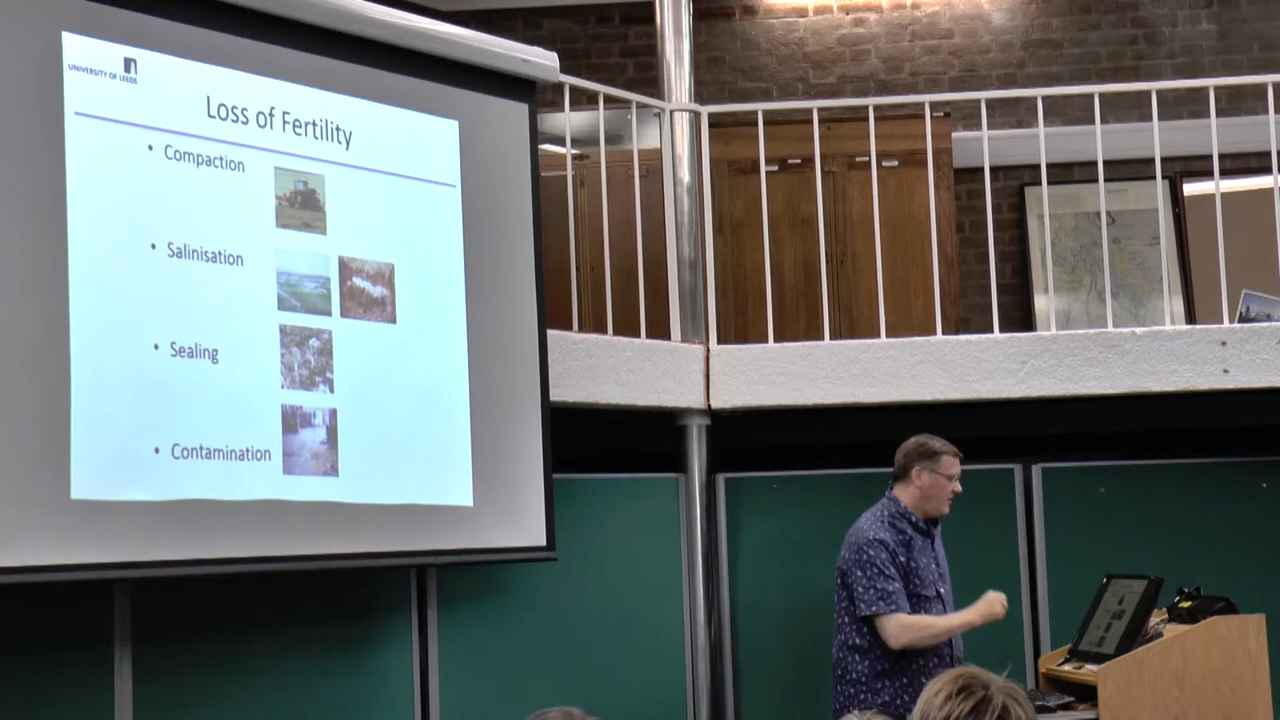 UNIVERSITY OF LEEDS
Loss of Fertility
• Compaction
• Salinisation
• Sealing
• Contamination